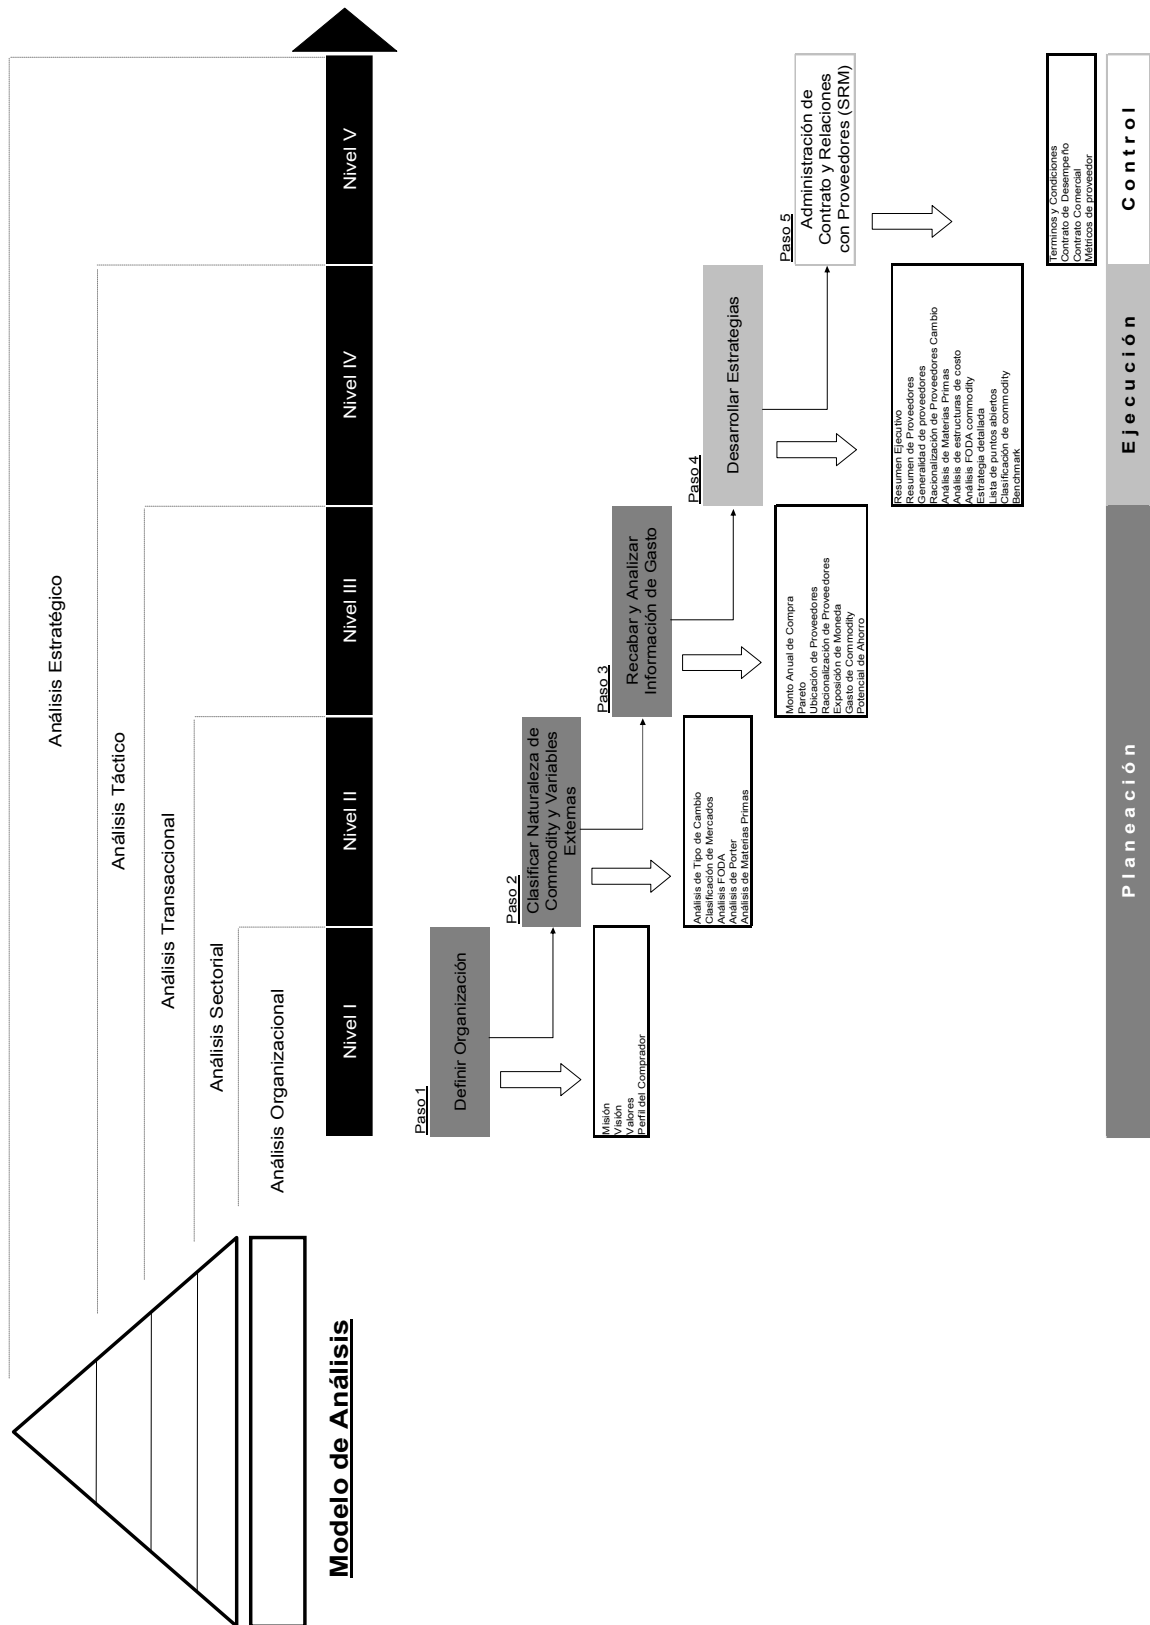 Análisis Estratégico
Análisis Táctico
Análisis Transaccional
Análisis Sectorial
Análisis Organizacional
Modelo de Análisis
Nivel I
Nivel II
Nivel III
Nivel IV
Nivel V
Paso 1
Definir Organización
Misión
Visión
Valores
Perfil del Comprador
Paso 2
Clasificar Naturaleza de
Commodity y Variables
Externas
Análisis de Tipo de Cambio
Clasificación de Mercados
Análisis FODA
Análisis de Porter
Análisis de Materias Primas
Paso 3
Recabar y Analizar
Información de Gasto
Monto Anual de Compra
Pareto
Ubicación de Proveedores
Racionalización de Proveedores
Exposición de Moneda
Gasto de Commodity
Potencial de Ahorro
Paso 4
Desarrollar Estrategias
Resumen Ejecutivo
Resumen de Proveedores
Generalidad de proveedores
Racionalización de Proveedores Cambio
Análisis de Materias Primas
Análisis de estructuras de costo
Análisis FODA commodity
Estrategia detallada
Lista de puntos abiertos
Clasificación de commodity
Benchmark
Paso 5
Administración de
Contrato y Relaciones
con Proveedores (SRM)
Terminos y Condiciones
Contrato de Desempeño
Contrato Comercial
Métricos de proveedor
Planeación
Ejecución
Control